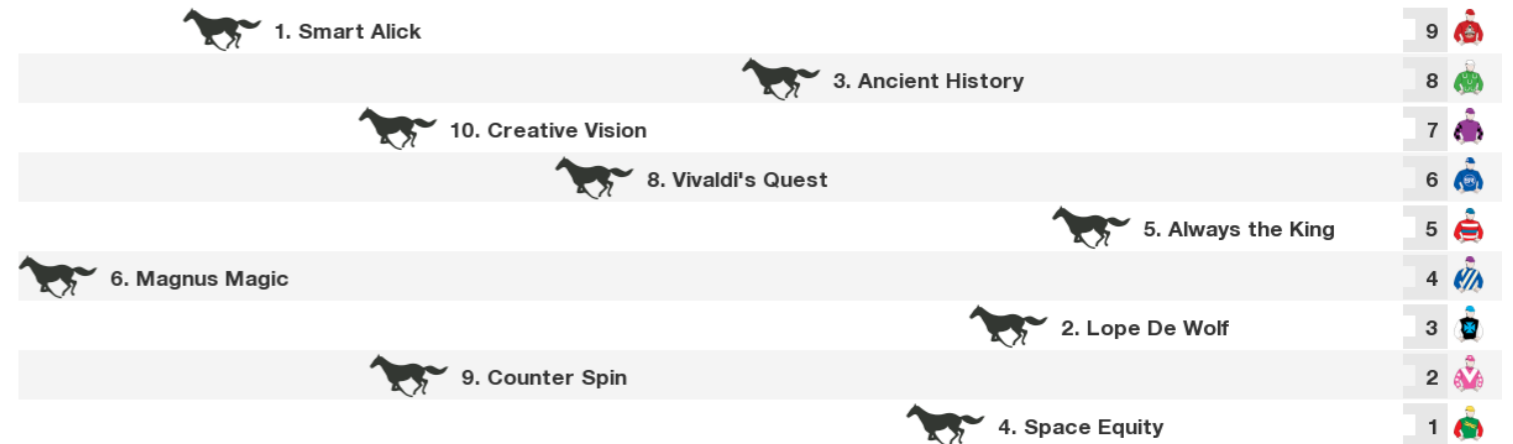 1. Smart Alick 9
3. Ancient History 8
10. Creative Vision 7
8. Vivaldi's Quest 6
5. Always the King 5
6. Magnus Magic 4
2. Lope De Wolf 3
9. Counter Spin 2
4. Space Equity 1